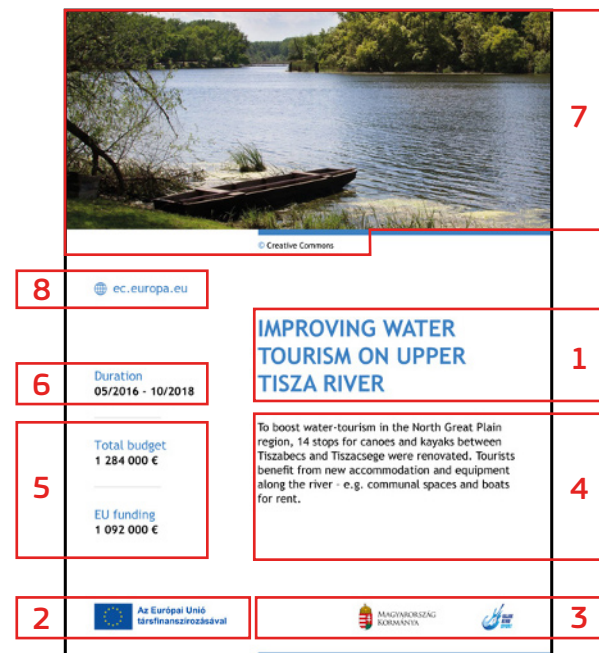 7
© Creative Commons
8
ec.europa.eu
IMPROVING WATER
TOURISM ON UPPER
TISZA RIVER
1
6
Duration
05/2016 - 10/2018
To boost water-tourism in the North Great Plain
region, 14 stops for canoes and kayaks between
Tiszabecs and Tiszacsege were renovated. Tourists
benefit from new accommodation and equipment
along the river - e.g. communal spaces and boats
for rent.
4
5
Total budget
1 284 000 €
EU funding
1 092 000 €
2
Az Európai Unió
társfinanszírozásával
MAGYARORSZÁG
KORMÁNYA
3